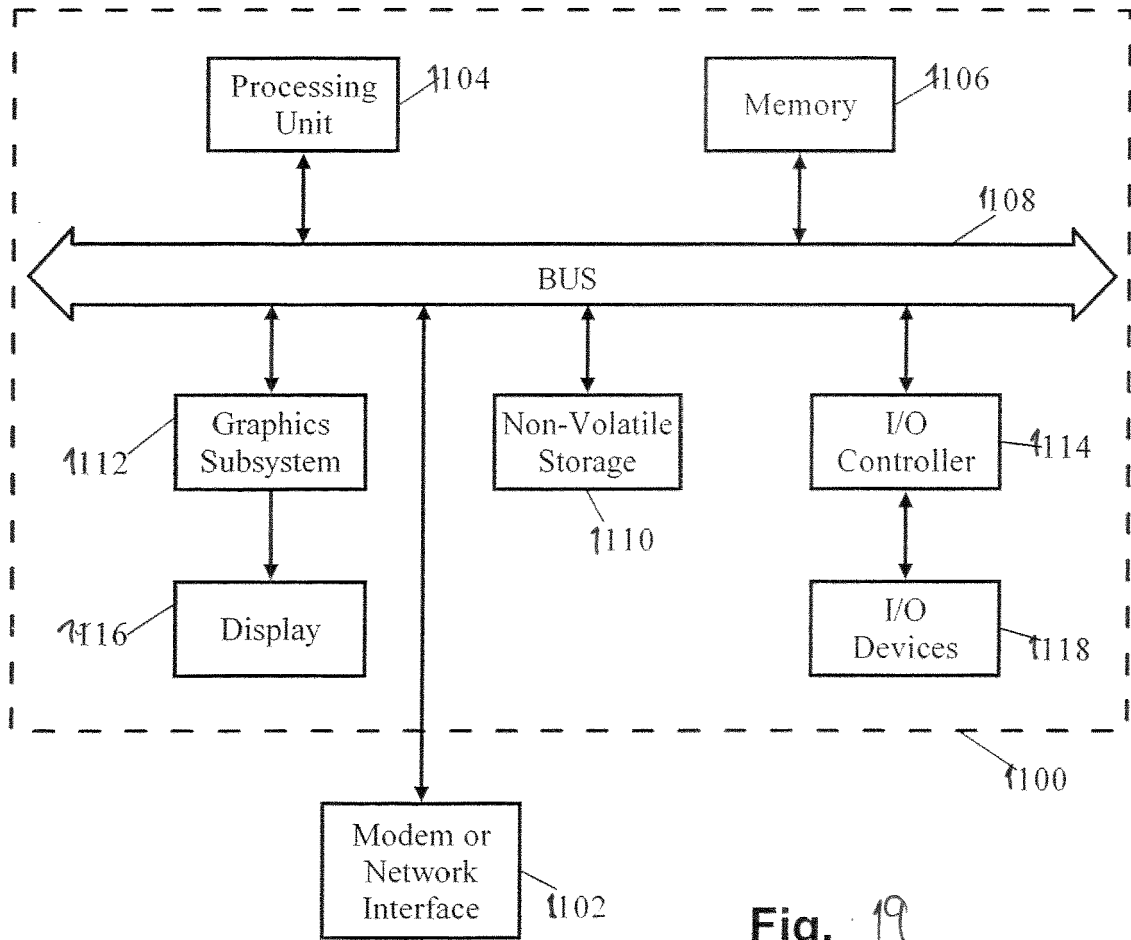 Processing
Unit
1104
Memory
1106
1108
BUS
Graphics
Subsystem
1112
Non-Volatile
Storage
1110
I/O
Controller
1114
Display
1116
I/O
Devices
1118
1100
Modem or
Network
Interface
1102
Fig. 19